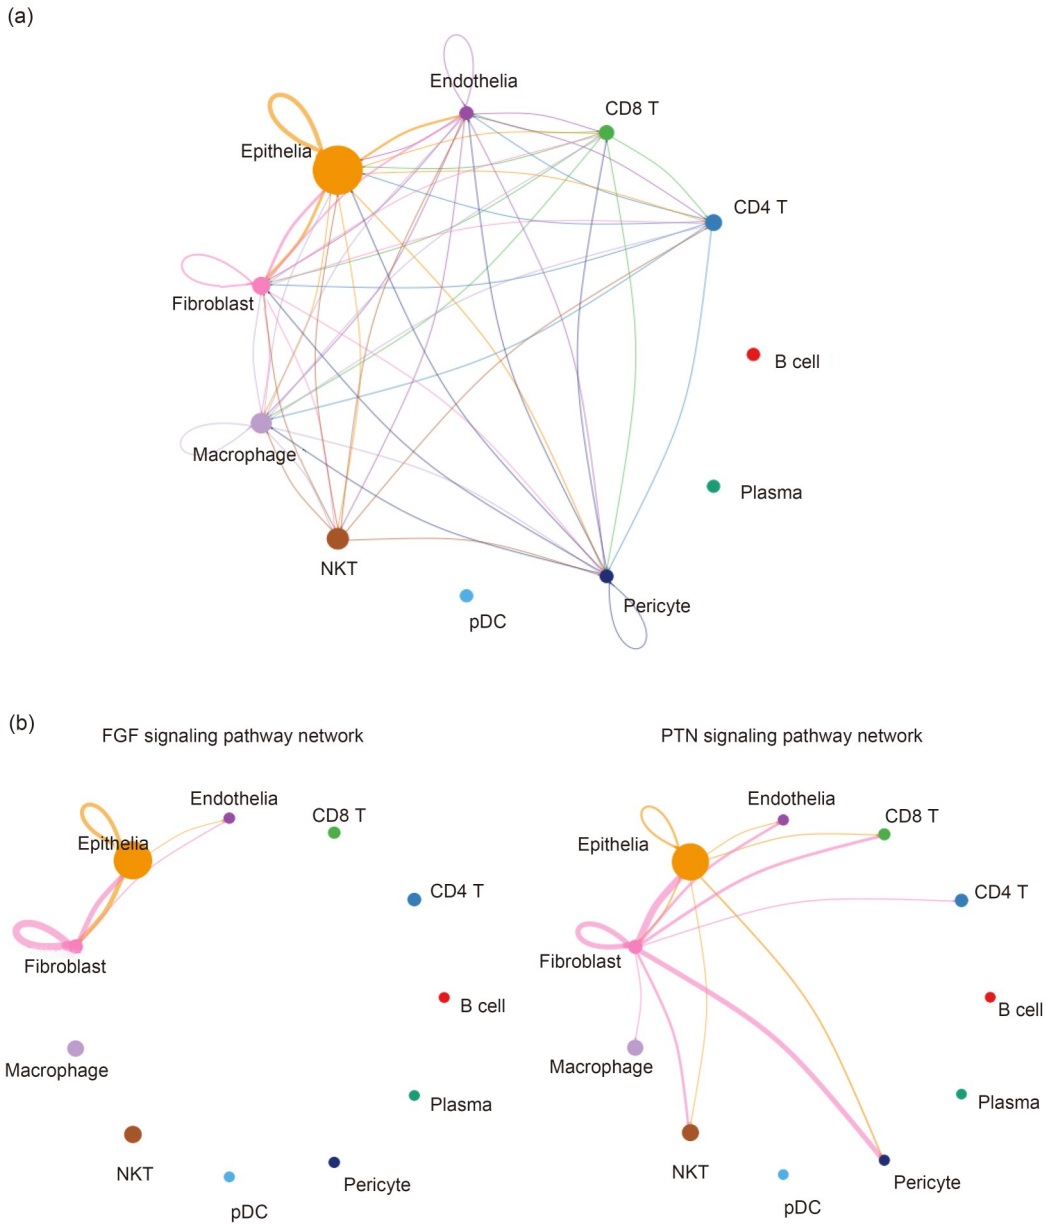 (a)
Endothelia
CD8 T
Epithelia
CD4 T
Fibroblast
B cell
Macrophage
Plasma
NKT
Pericyte
pDC
(b)
FGF signaling pathway network
Endothelia
CD8 T
Epithelia
CD4 T
Fibroblast
B cell
Macrophage
Plasma
NKT
Pericyte
pDC
PTN signaling pathway network
Endothelia
CD8 T
Epithelia
CD4 T
Fibroblast
B cell
Macrophage
Plasma
NKT
Pericyte
pDC